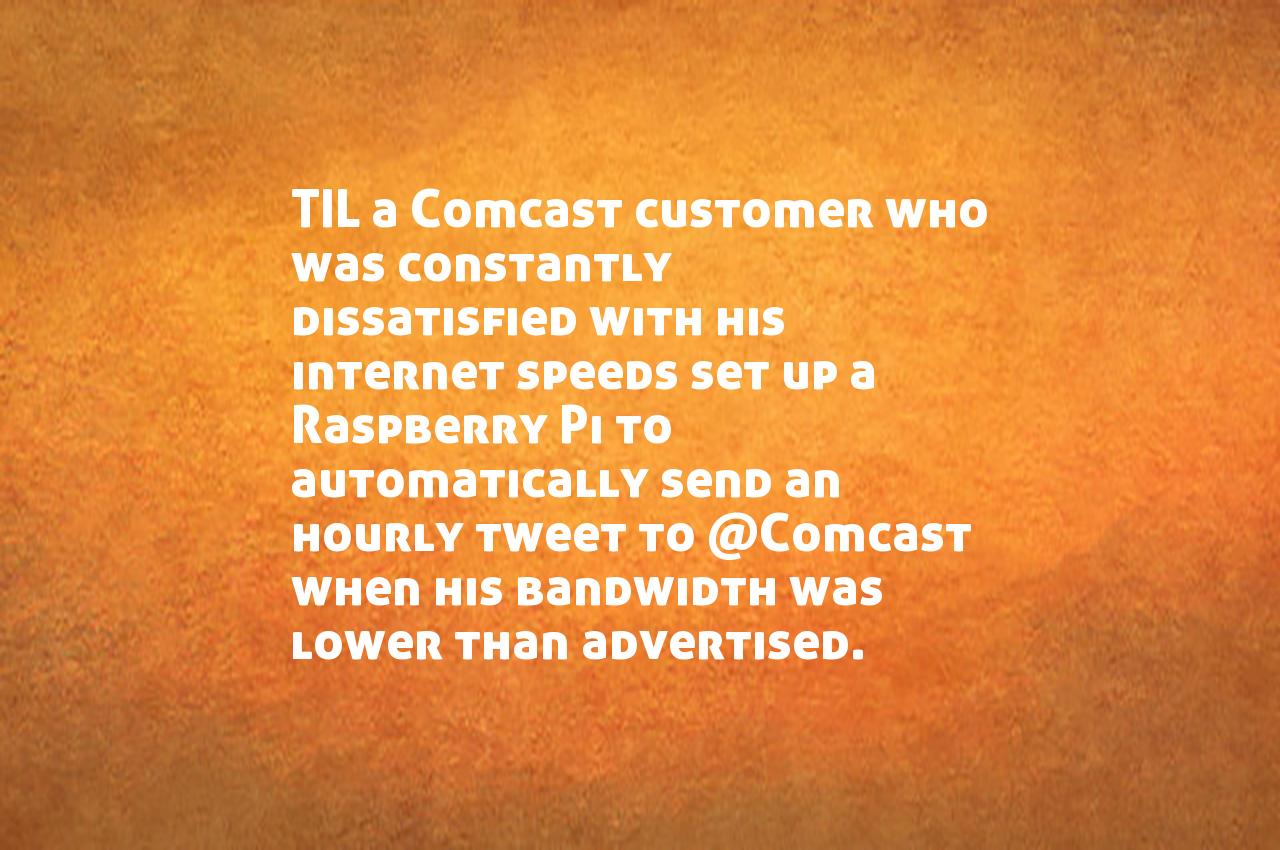 TIL a Comcast customer who
was constantly
dissatisfied with his
internet speeds set up a
Raspberry Pi to
automatically send an
hourly tweet to @Comcast
when his bandwidth was
lower than advertised.